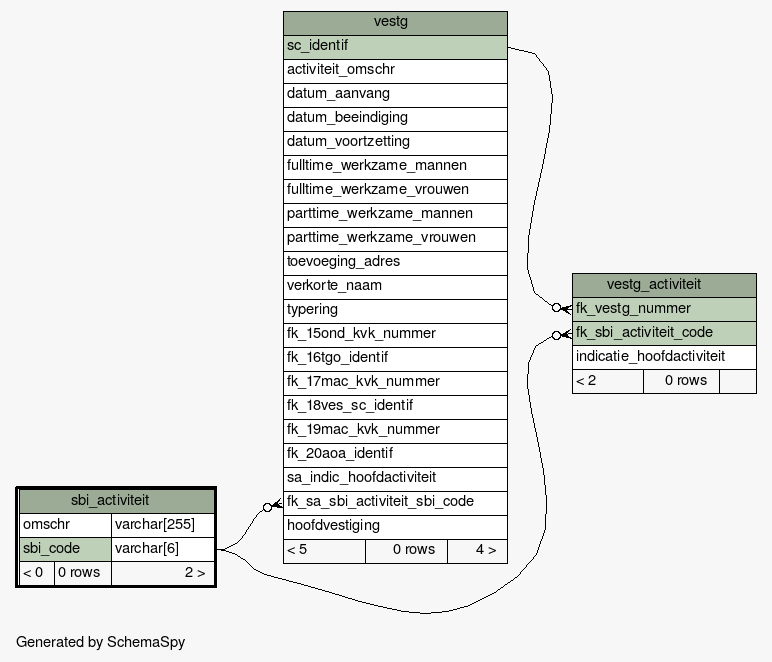 vestg
sc_identif
activiteit_omschr
datum_aanvang
datum_beeindiging
datum_voortzetting
fulltime_werkzame_mannen
fulltime_werkzame_vrouwen
parttime_werkzame_mannen
parttime_werkzame_vrouwen
toevoeging_adres
verkorte_naam
typering
fk_15ond_kvk_nummer
fk_16tgo_identif
fk_17mac_kvk_nummer
fk_18ves_sc_identif
fk_19mac_kvk_nummer
fk_20aoa_identif
sa_indic_hoofdactiviteit
fk_sa_sbi_activiteit_sbi_code
hoofdvestiging
< 5 0 rows 4 >
vestg_activiteit
fk_vestg_nummer
fk_sbi_activiteit_code
indicatie_hoofdactiviteit
< 2 0 rows
sbi_activiteit
omschr varchar[255]
sbi_code varchar[6]
< 0 0 rows 2 >
Generated by SchemaSpy